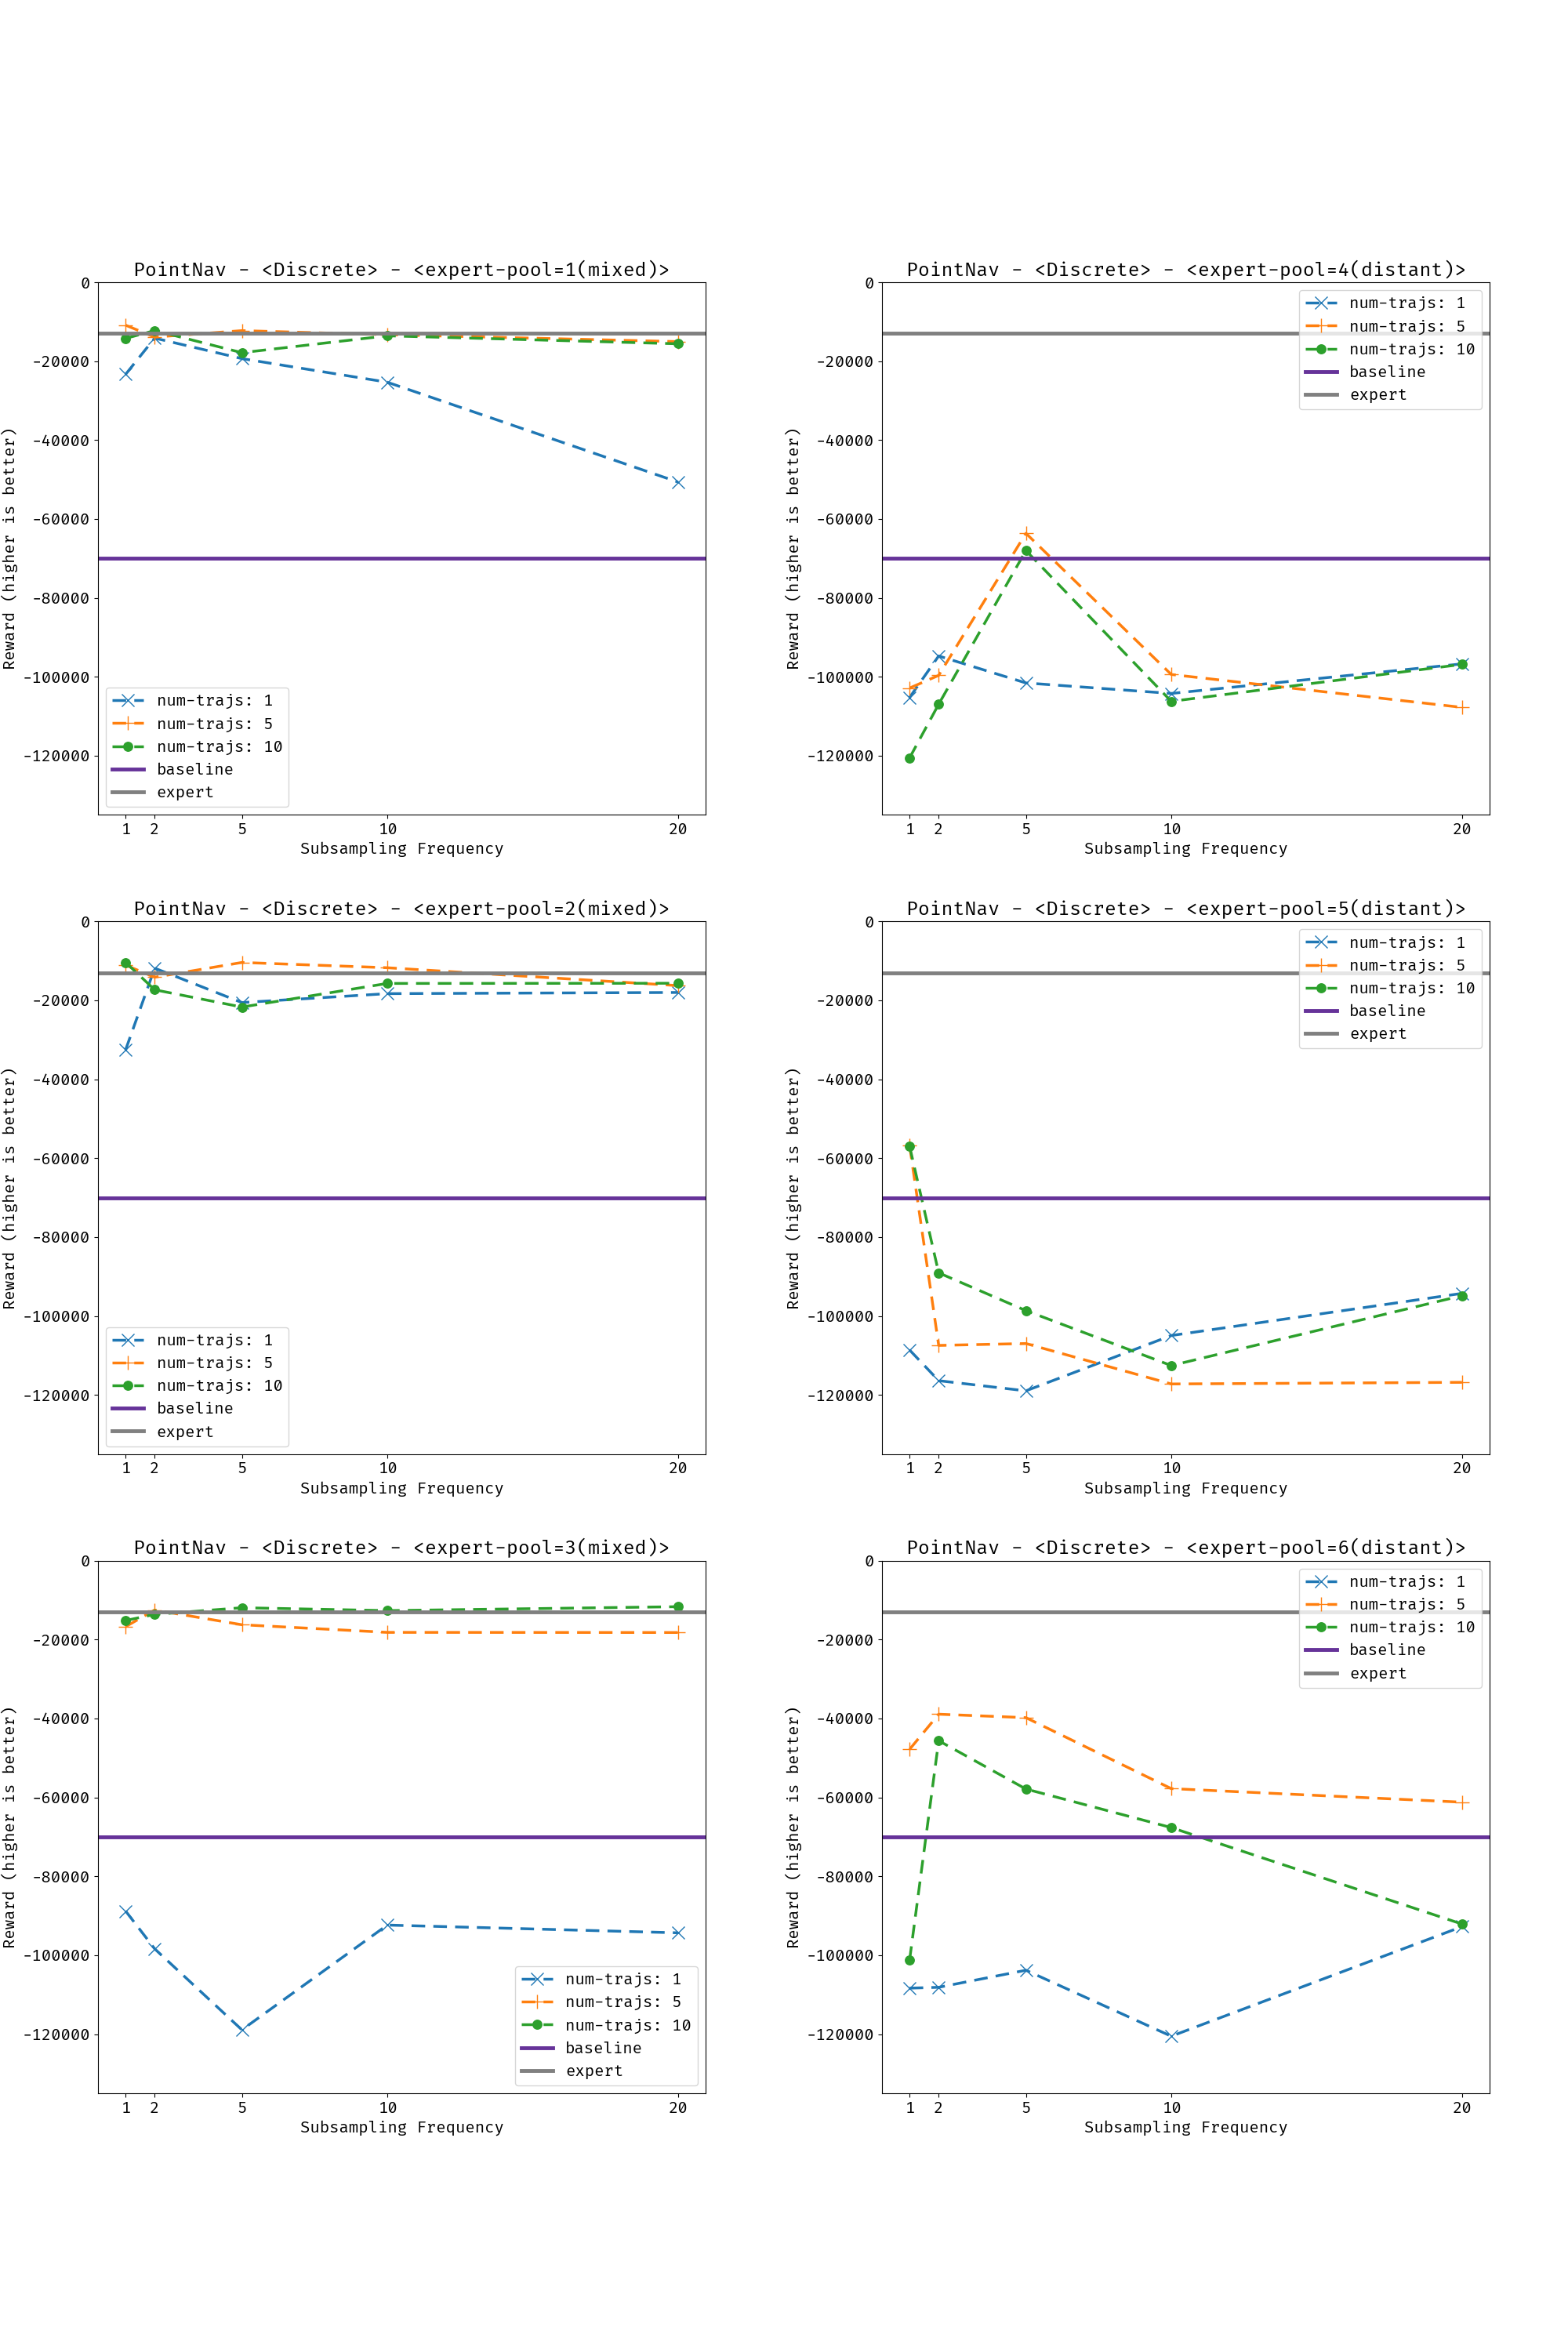 PointNav - <Discrete> - <expert-pool=1(mixed)>
Reward (higher is better)
0
-20000
-40000
-60000
-80000
-100000
-120000
num-trajs: 1
num-trajs: 5
num-trajs: 10
baseline
expert
1 2 5 10 20
Subsampling Frequency
PointNav - <Discrete> - <expert-pool=4(distant)>
Reward (higher is better)
0
-20000
-40000
-60000
-80000
-100000
-120000
num-trajs: 1
num-trajs: 5
num-trajs: 10
baseline
expert
1 2 5 10 20
Subsampling Frequency
PointNav - <Discrete> - <expert-pool=2(mixed)>
Reward (higher is better)
0
-20000
-40000
-60000
-80000
-100000
-120000
num-trajs: 1
num-trajs: 5
num-trajs: 10
baseline
expert
1 2 5 10 20
Subsampling Frequency
PointNav - <Discrete> - <expert-pool=5(distant)>
Reward (higher is better)
0
-20000
-40000
-60000
-80000
-100000
-120000
num-trajs: 1
num-trajs: 5
num-trajs: 10
baseline
expert
1 2 5 10 20
Subsampling Frequency
PointNav - <Discrete> - <expert-pool=3(mixed)>
Reward (higher is better)
0
-20000
-40000
-60000
-80000
-100000
-120000
num-trajs: 1
num-trajs: 5
num-trajs: 10
baseline
expert
1 2 5 10 20
Subsampling Frequency
PointNav - <Discrete> - <expert-pool=6(distant)>
Reward (higher is better)
0
-20000
-40000
-60000
-80000
-100000
-120000
num-trajs: 1
num-trajs: 5
num-trajs: 10
baseline
expert
1 2 5 10 20
Subsampling Frequency